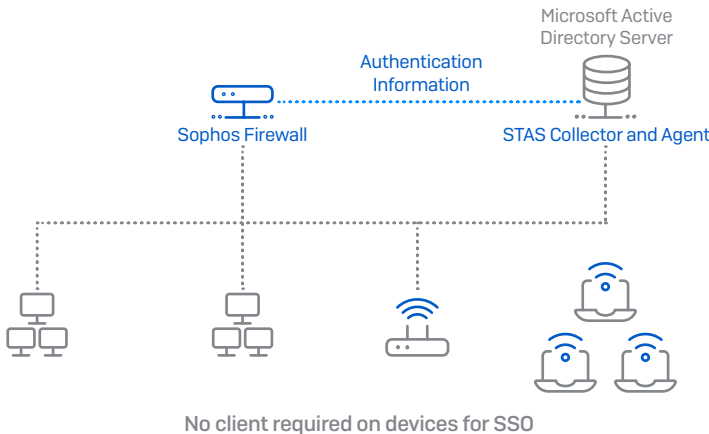 Microsoft Active
Directory Server
Authentication
Information
Sophos Firewall
STAS Collector and Agent
No client required on devices for SSO